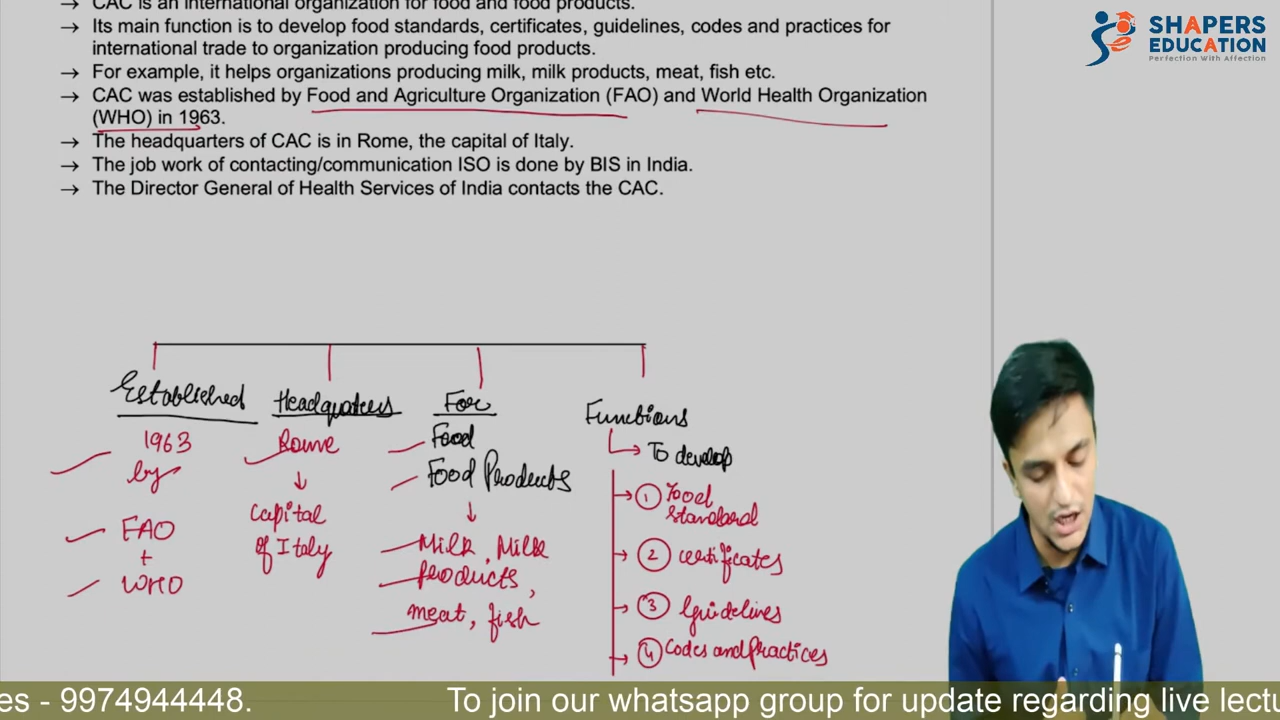 → CAC is an international organization for food and food products.
→ Its main function is to develop food standards, certificates, guidelines, codes and practices for
international trade to organization producing food products.
→ For example, it helps organizations producing milk, milk products, meat, fish etc.
→ CAC was established by Food and Agriculture Organization (FAO) and World Health Organization
(WHO) in 1963.
→ The headquarters of CAC is in Rome, the capital of Italy.
→ The job work of contacting/communication ISO is done by BIS in India.
→ The Director General of Health Services of India contacts the CAC.
SHAPERS
EDUCATION
Perfection With Affection
Established
1963
by
FAO
+
WHO
Headquaters
Rome
↓
Capital
of Italy
For
Food
Food Products
↓
Milk, Milk
products,
meat, fish
Functions
→ To develop
→ 1 Food
standard
→ 2 certificates
→ 3 guidelines
→ 4 Codes and Practices
es - 9974944448. To join our whatsapp group for update regarding live lectu